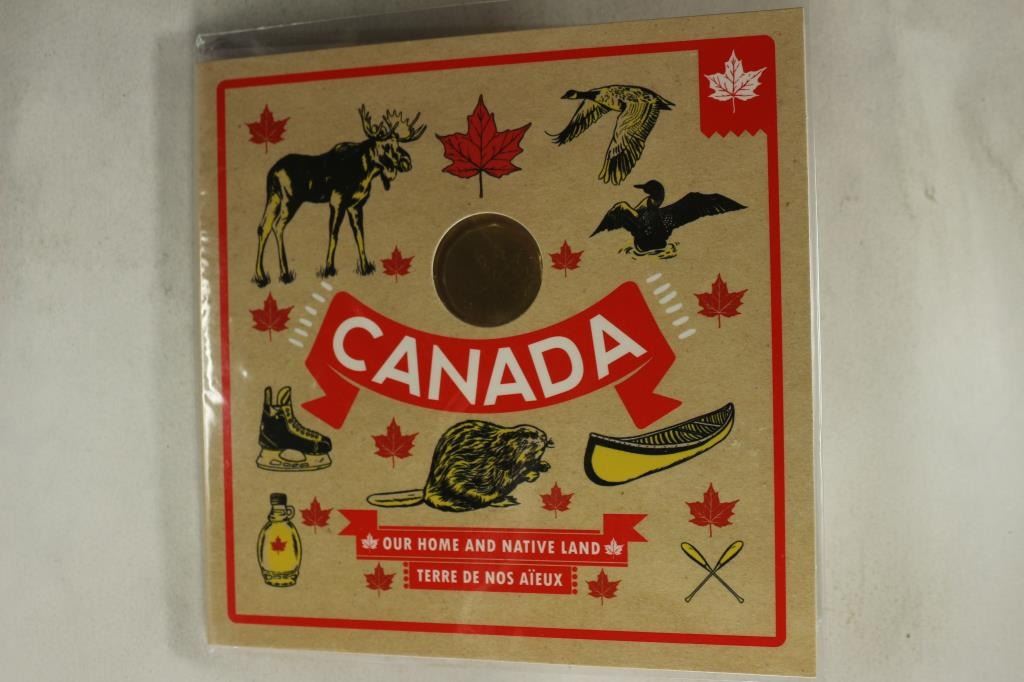 CANADA
OUR HOME AND NATIVE LAND
TERRE DE NOS AÏEUX